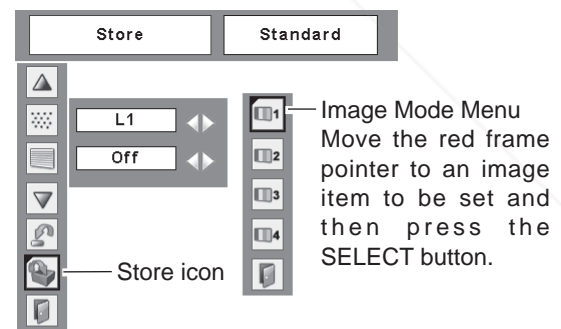 Store Standard
L1
Off
1
2
3
4
Image Mode Menu
Move the red frame
pointer to an image
item to be set and
then press the
SELECT button.
Store icon